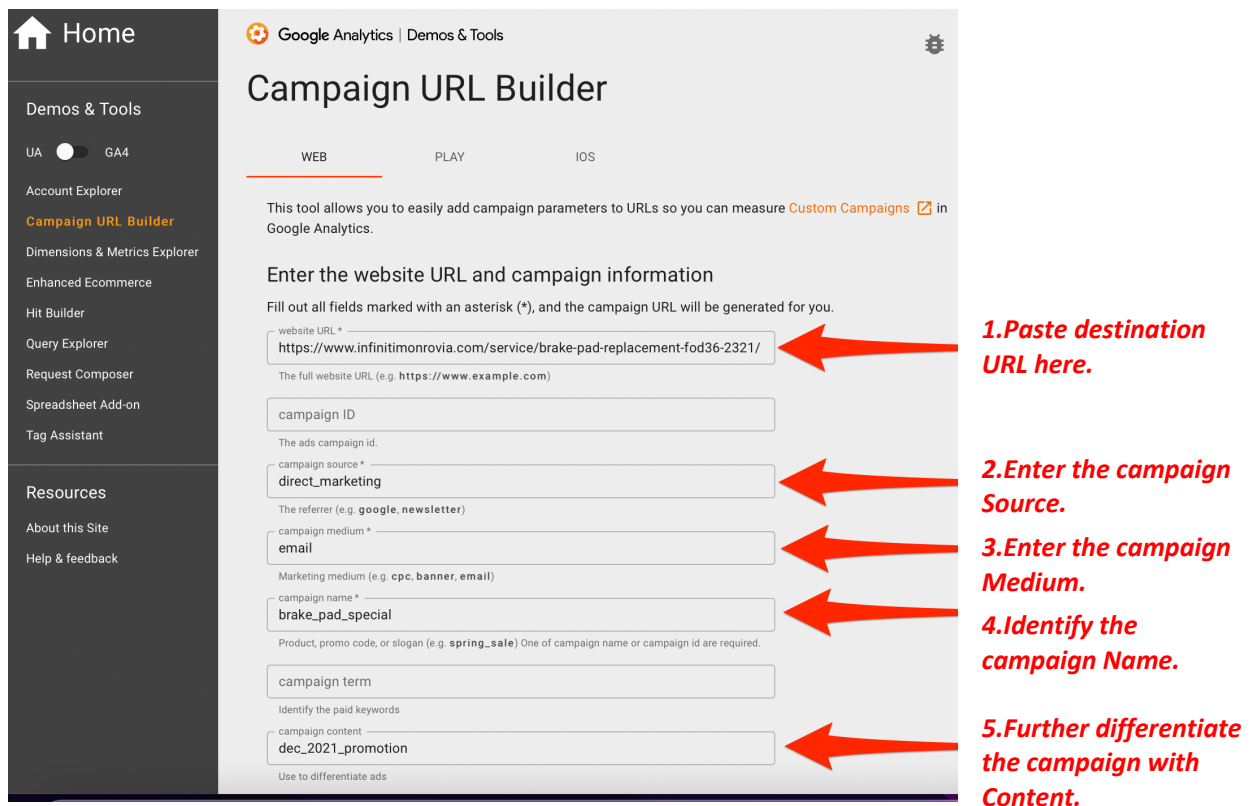 Home
Demos & Tools
UA GA4
Account Explorer
Campaign URL Builder
Dimensions & Metrics Explorer
Enhanced Ecommerce
Hit Builder
Query Explorer
Request Composer
Spreadsheet Add-on
Tag Assistant
Resources
About this Site
Help & feedback
Google Analytics | Demos & Tools
Campaign URL Builder
WEB PLAY IOS
This tool allows you to easily add campaign parameters to URLs so you can measure Custom Campaigns in
Google Analytics.
Enter the website URL and campaign information
Fill out all fields marked with an asterisk (*), and the campaign URL will be generated for you.
website URL *
https://www.infinitimonrovia.com/service/brake-pad-replacement-fod36-2321/
The full website URL (e.g. https://www.example.com)
campaign ID
The ads campaign id.
campaign source *
direct_marketing
The referrer (e.g. google, newsletter)
campaign medium *
email
Marketing medium (e.g. cpc, banner, email)
campaign name *
brake_pad_special
Product, promo code, or slogan (e.g. spring_sale) One of campaign name or campaign id are required.
campaign term
Identify the paid keywords
campaign content
dec_2021_promotion
Use to differentiate ads
1.Paste destination
URL here.
2.Enter the campaign
Source.
3.Enter the campaign
Medium.
4.Identify the
campaign Name.
5.Further differentiate
the campaign with
Content.